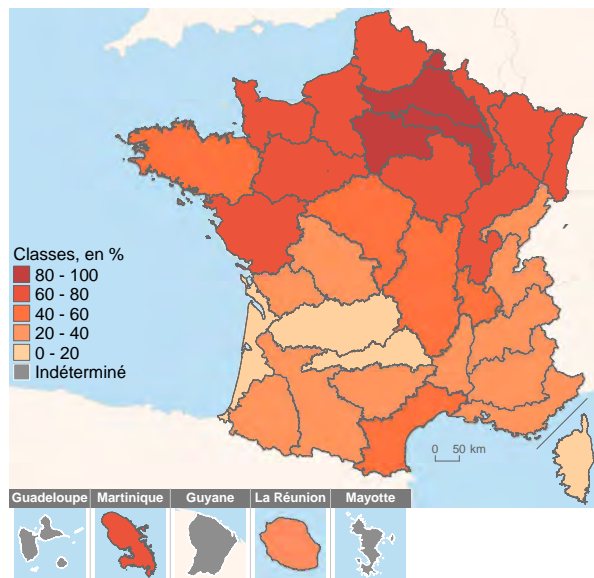 Classes, en %
80 - 100
60 - 80
40 - 60
20 - 40
0 - 20
Indéterminé
0 50 km
Guadeloupe Martinique Guyane La Réunion Mayotte